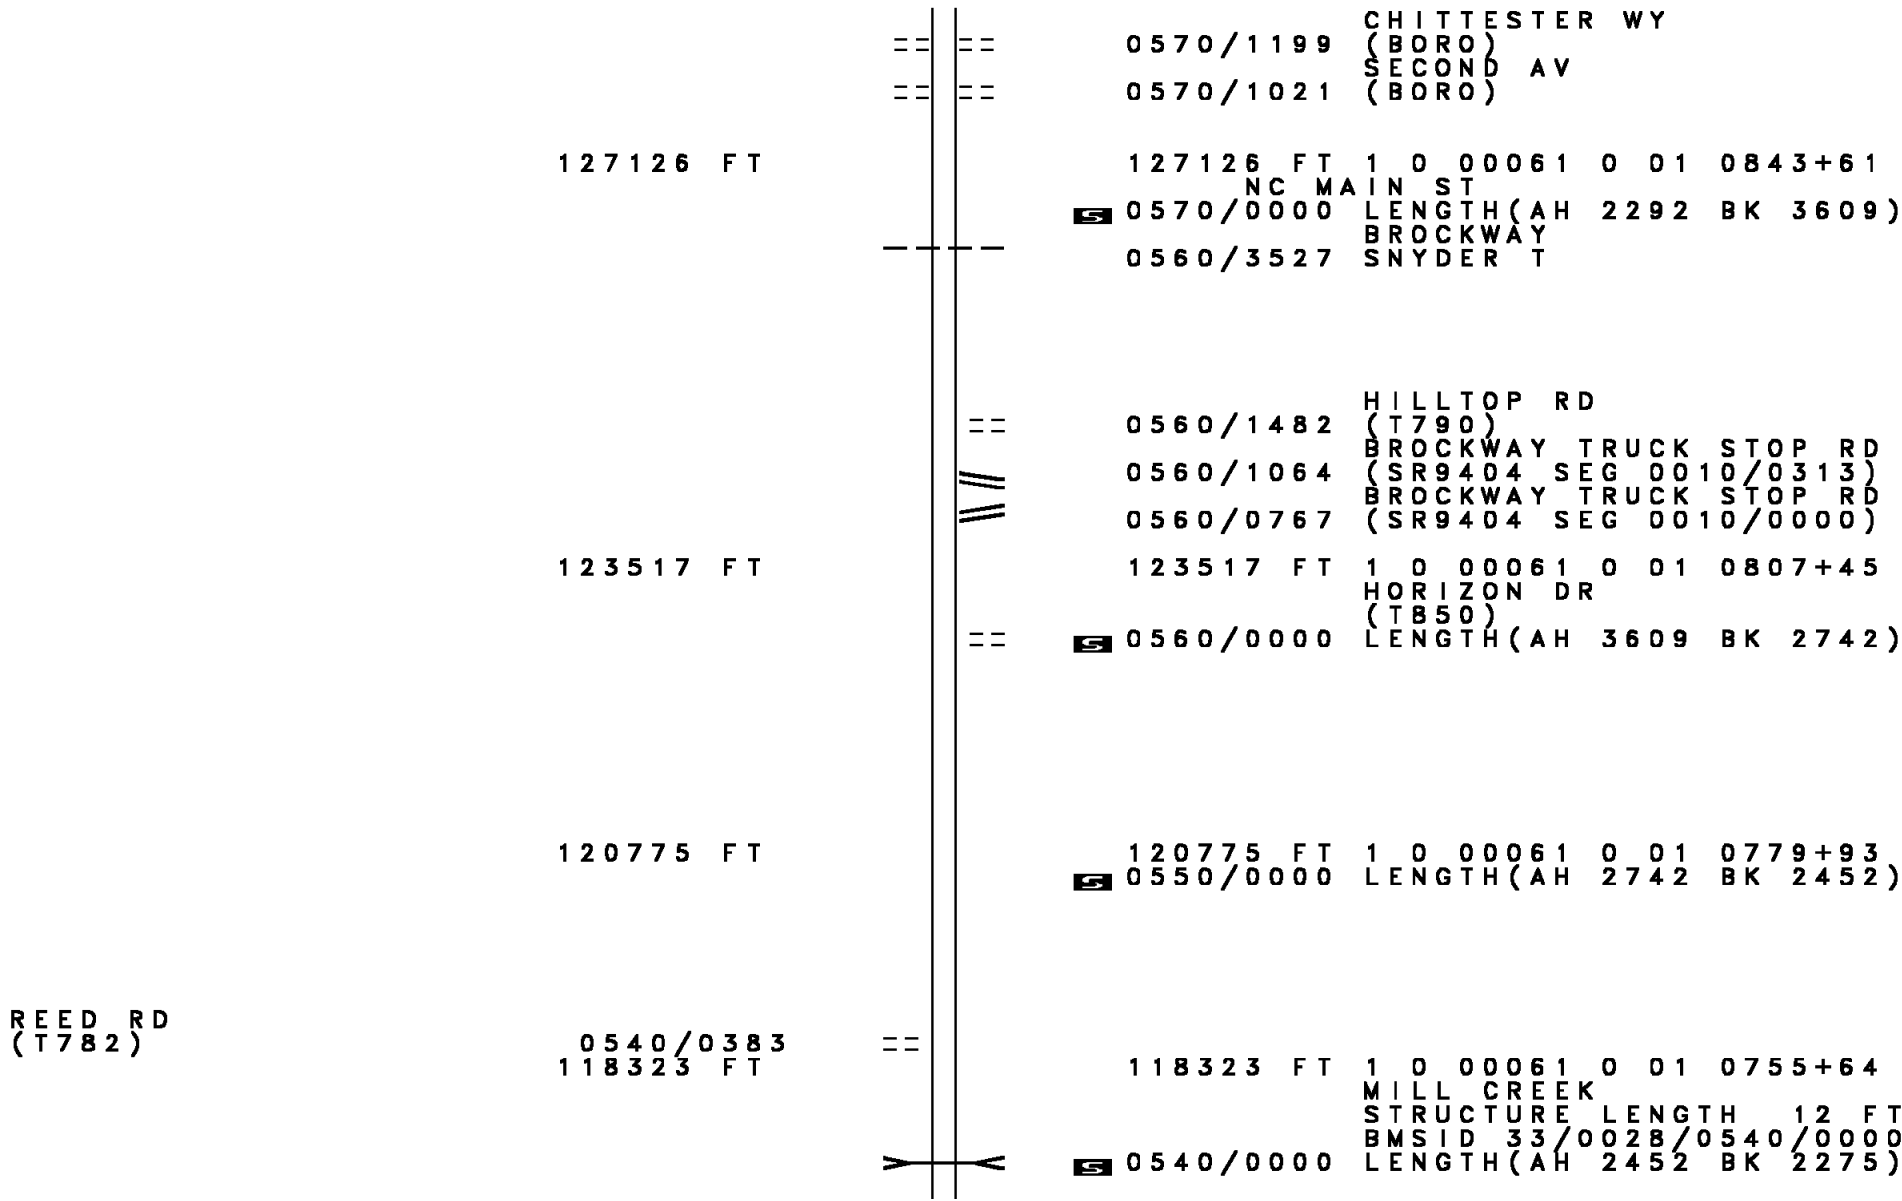 CHITTESTER WY
0570/1199 (BORO)
SECOND AV
0570/1021 (BORO)
127126 FT 127126 FT 1 0 00061 0 01 0843+61
NC MAIN ST
S 0570/0000 LENGTH(AH 2292 BK 3609)
BROCKWAY
0560/3527 SNYDER T
HILLTOP RD
0560/1482 (T790)
BROCKWAY TRUCK STOP RD
0560/1064 (SR9404 SEG 0010/0313)
BROCKWAY TRUCK STOP RD
0560/0767 (SR9404 SEG 0010/0000)
123517 FT 123517 FT 1 0 00061 0 01 0807+45
HORIZON DR
(T850)
S 0560/0000 LENGTH(AH 3609 BK 2742)
120775 FT 120775 FT 1 0 00061 0 01 0779+93
S 0550/0000 LENGTH(AH 2742 BK 2452)
REED RD
(T782) 0540/0383
118323 FT 118323 FT 1 0 00061 0 01 0755+64
MILL CREEK
STRUCTURE LENGTH 12 FT
BMSID 33/0028/0540/0000
S 0540/0000 LENGTH(AH 2452 BK 2275)